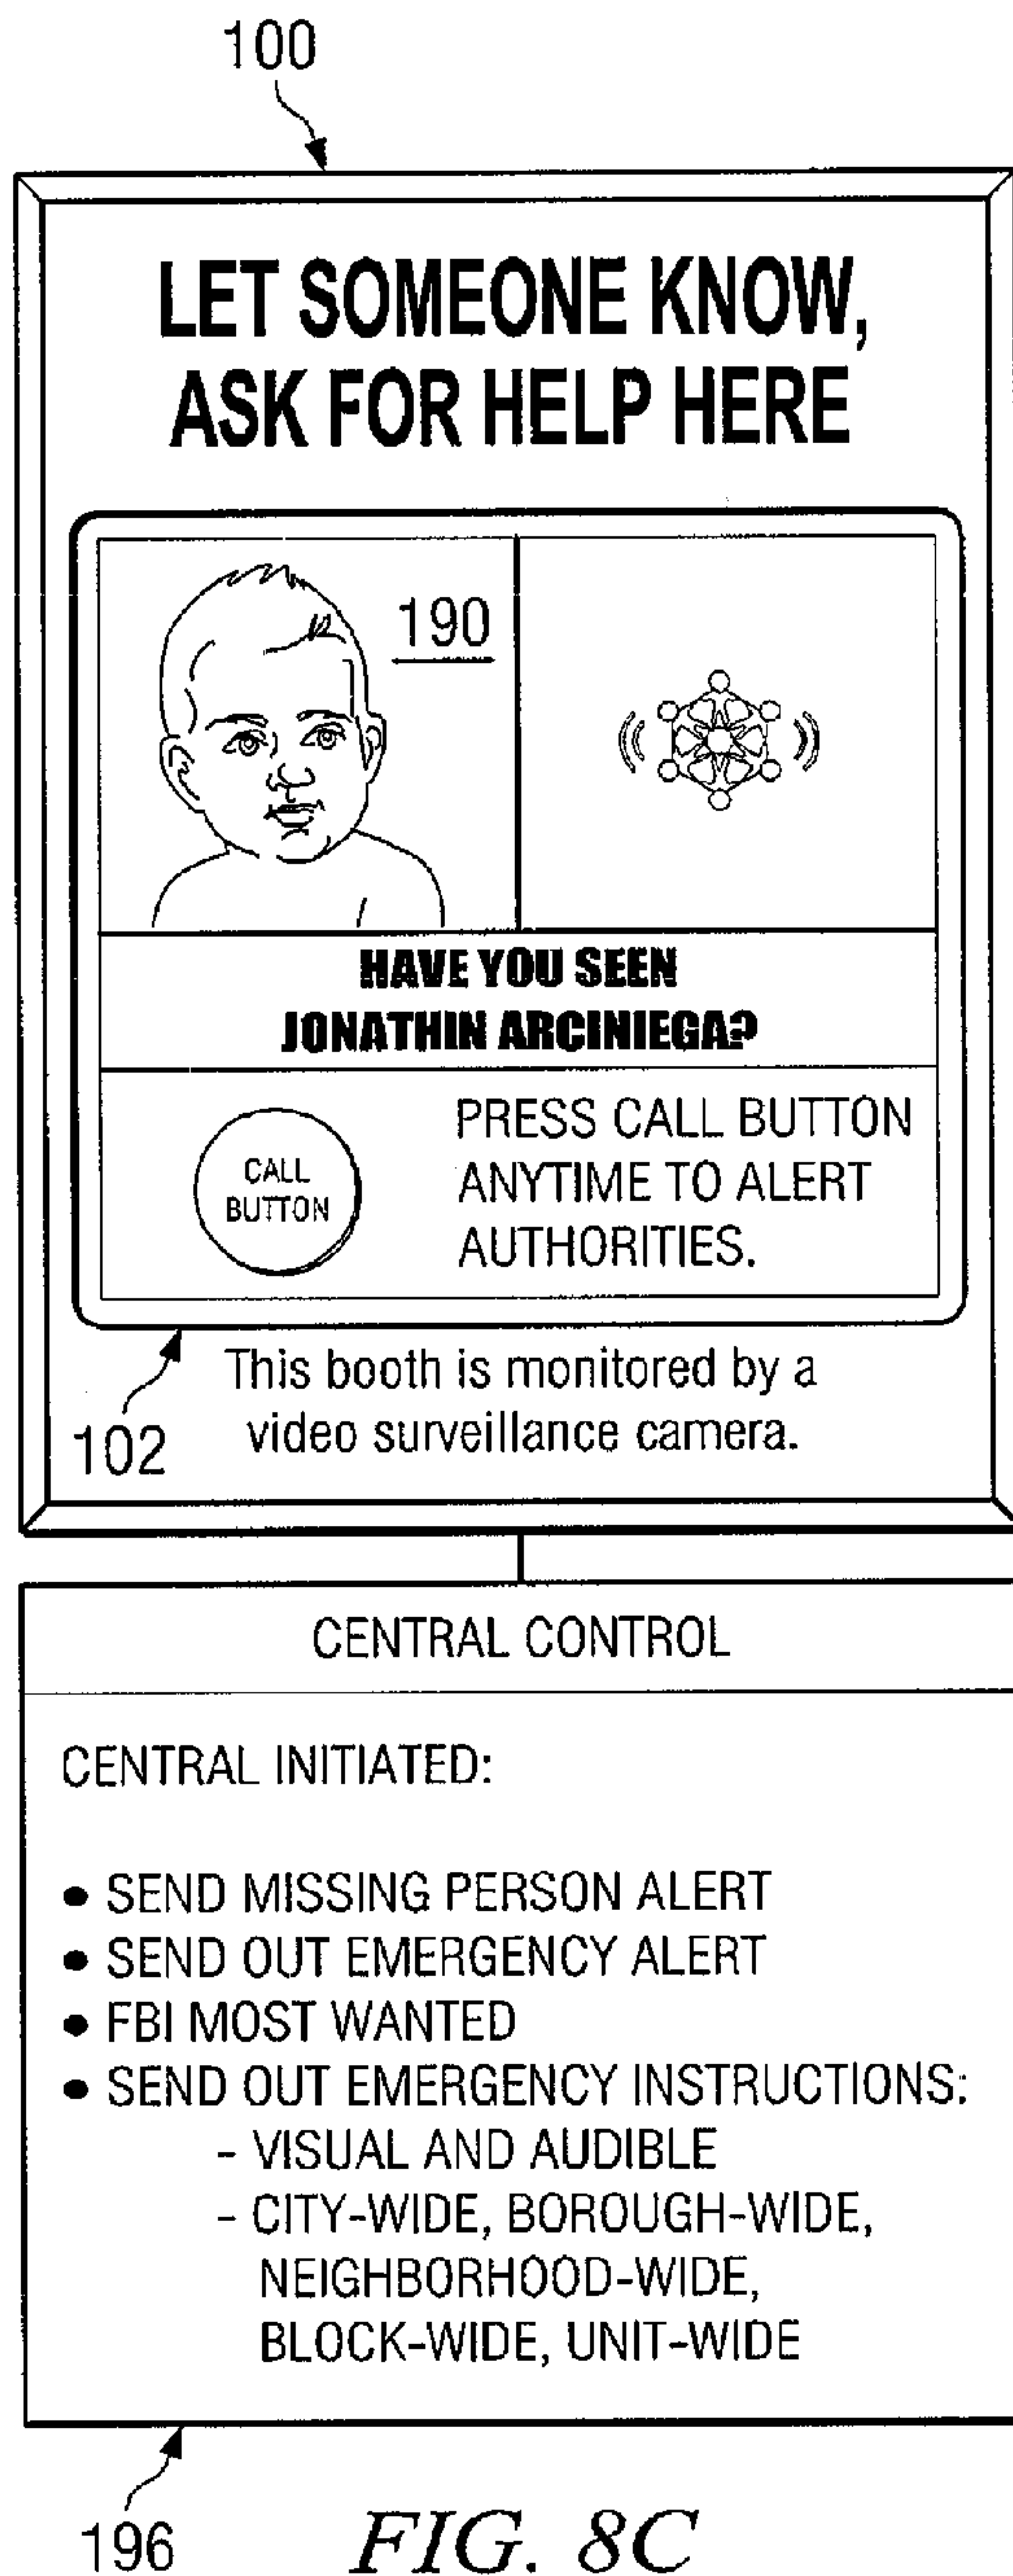 100
LET SOMEONE KNOW,
ASK FOR HELP HERE
190
HAVE YOU SEEN
JONATHIN ARCINIEGA?
CALL
BUTTON
PRESS CALL BUTTON
ANYTIME TO ALERT
AUTHORITIES.
102
This booth is monitored by a
video surveillance camera.
CENTRAL CONTROL
CENTRAL INITIATED:
• SEND MISSING PERSON ALERT
• SEND OUT EMERGENCY ALERT
• FBI MOST WANTED
• SEND OUT EMERGENCY INSTRUCTIONS:
- VISUAL AND AUDIBLE
- CITY-WIDE, BOROUGH-WIDE,
NEIGHBORHOOD-WIDE,
BLOCK-WIDE, UNIT-WIDE
196
FIG. 8C